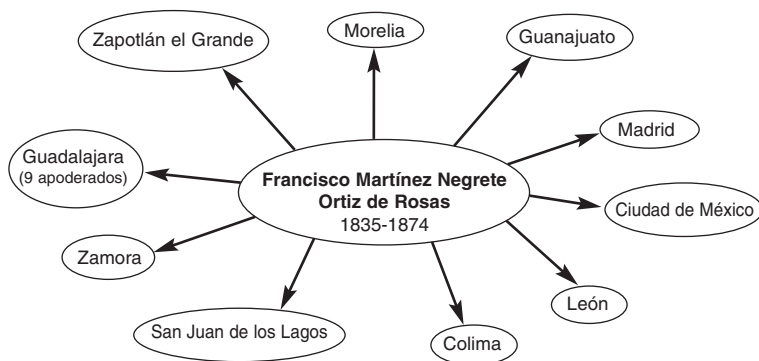 Zapotlán el Grande
Morelia
Guanajuato
Madrid
Guadalajara
(9 apoderados)
Francisco Martínez Negrete
Ortiz de Rosas
1835-1874
Ciudad de México
Zamora
León
San Juan de los Lagos
Colima